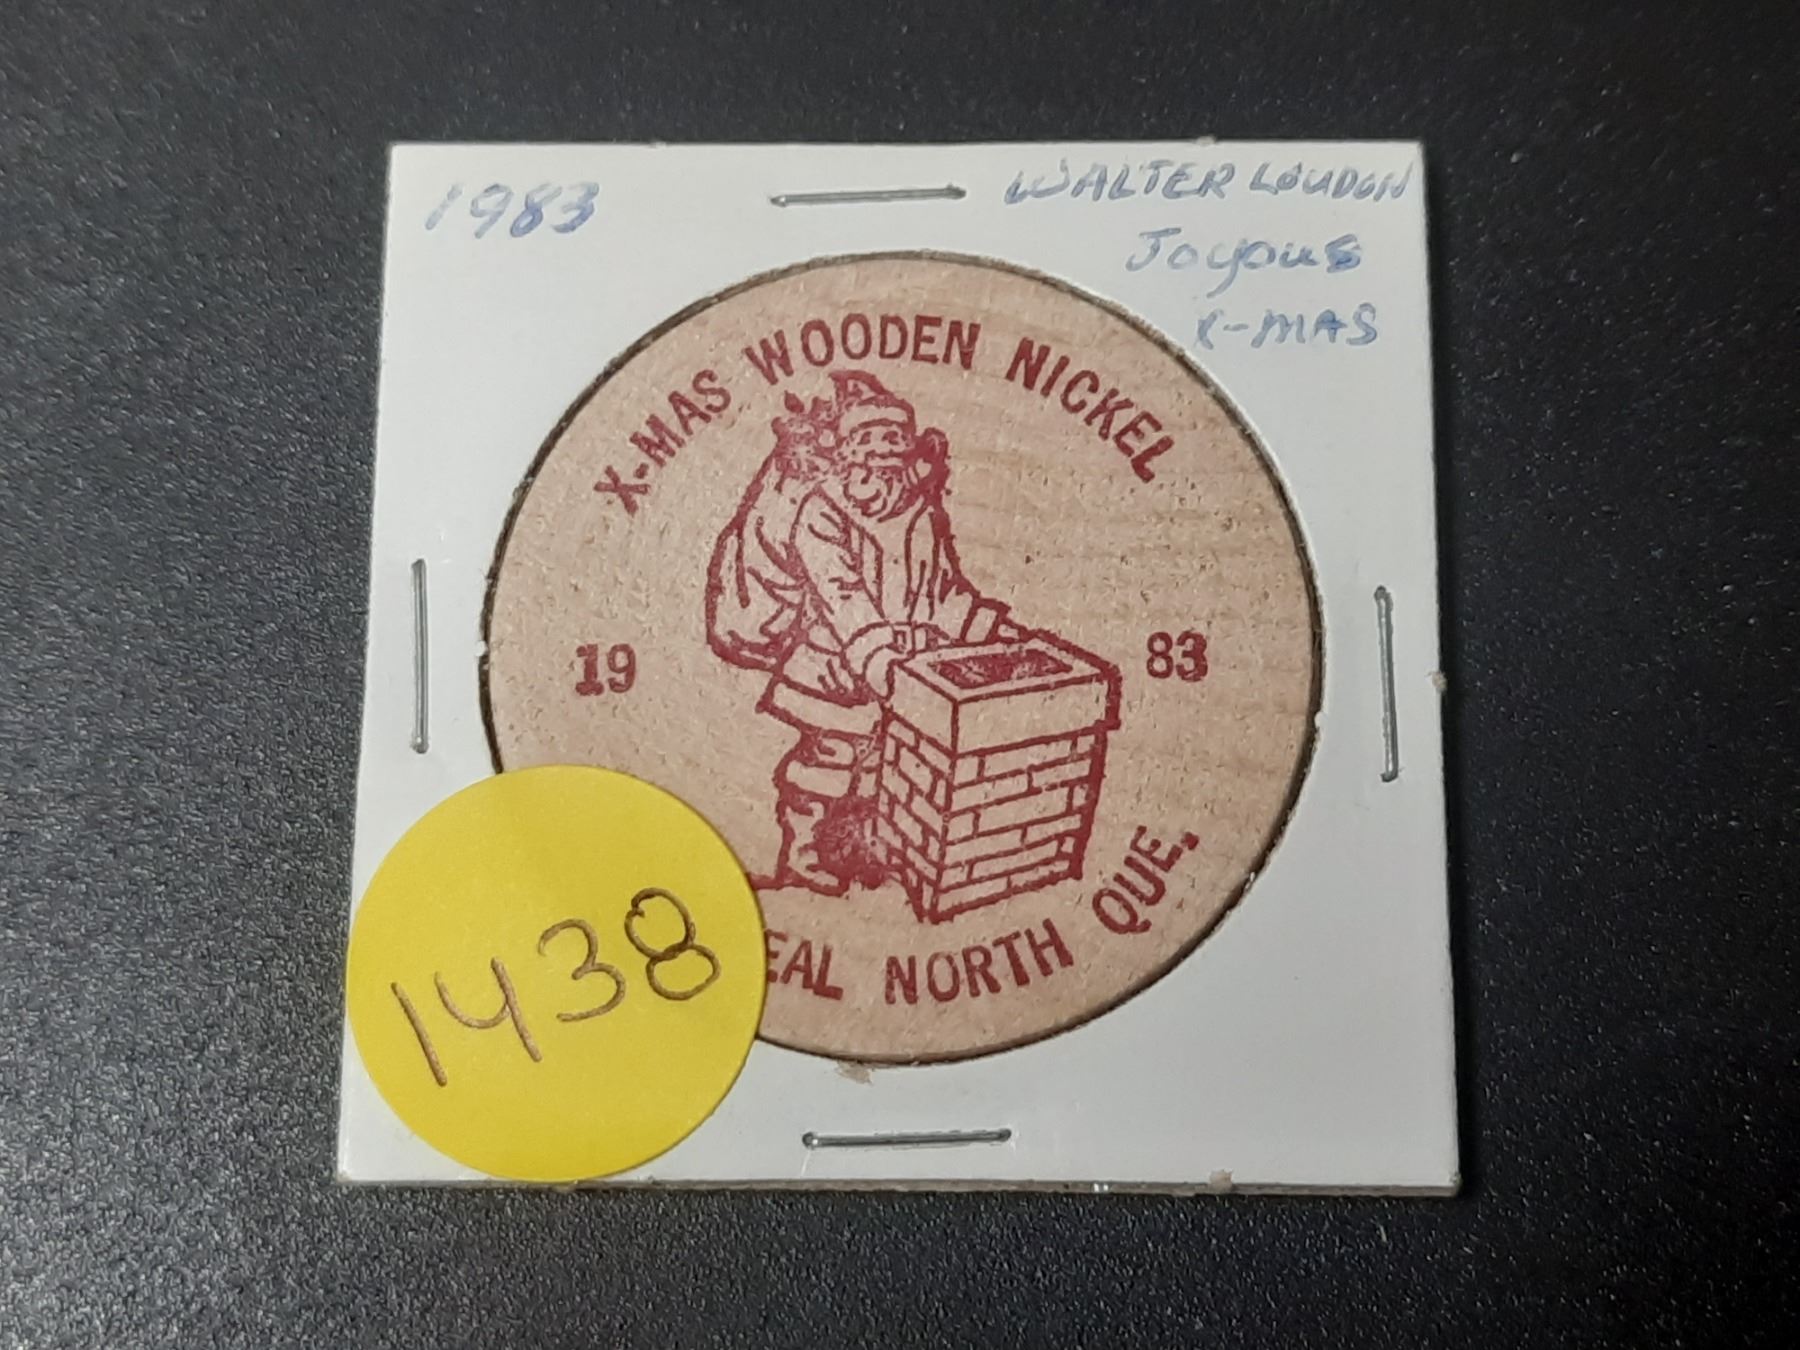 1983
WALTER LOUDON
Joyous
X-MAS
X-MAS WOODEN NICKEL
19 83
EAL NORTH QUE.
1438